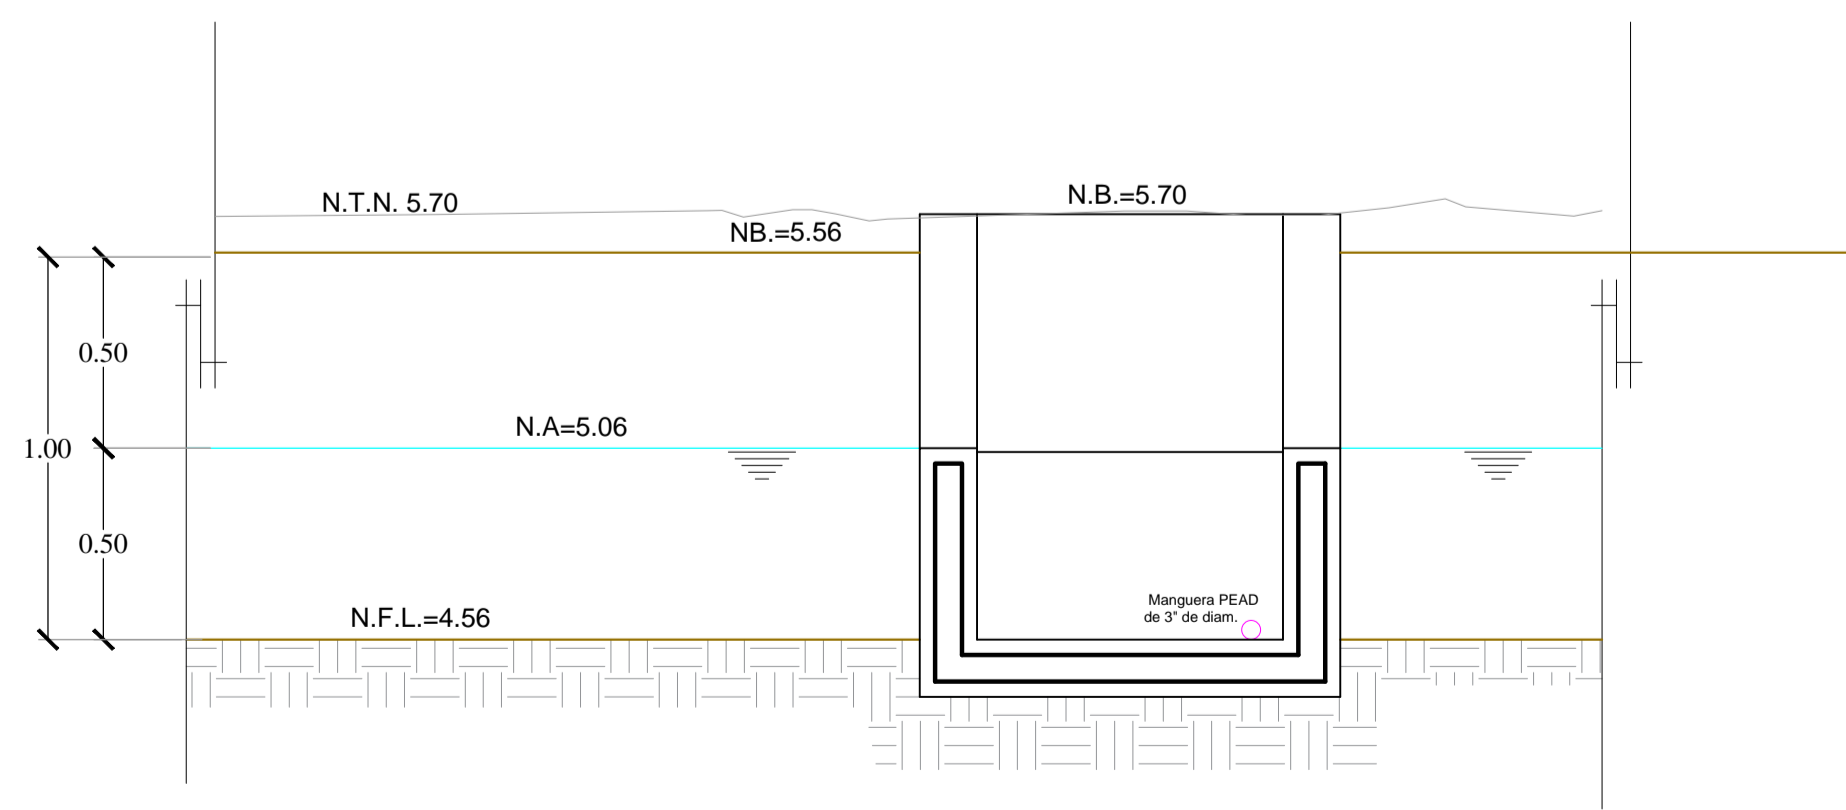 N.B.=5.70
N.T.N. 5.70
NB.=5.56
0.50
N.A=5.06
1.00
0.50
Manguera PEAD
de 3" de diam.
N.F.L.=4.56